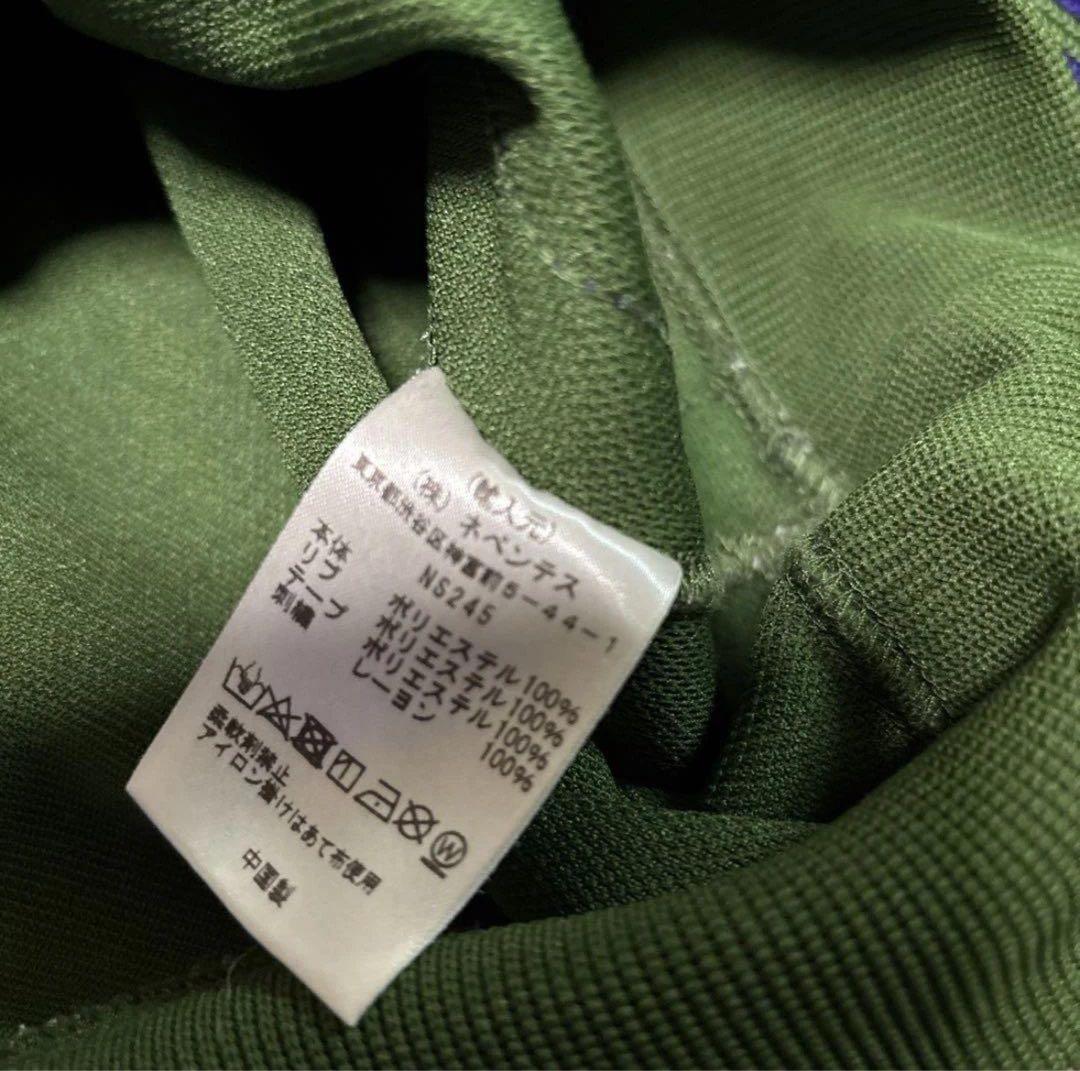 (輸入元)
(株) ネペンテス
東京都渋谷区神宮前5-44-1
NS245
本体 ポリエステル100%
リブ ポリエステル100%
テープ ポリエステル100%
刺繍 レーヨン 100%
W
柔軟剤禁止
アイロン掛けはあて布使用
中国製